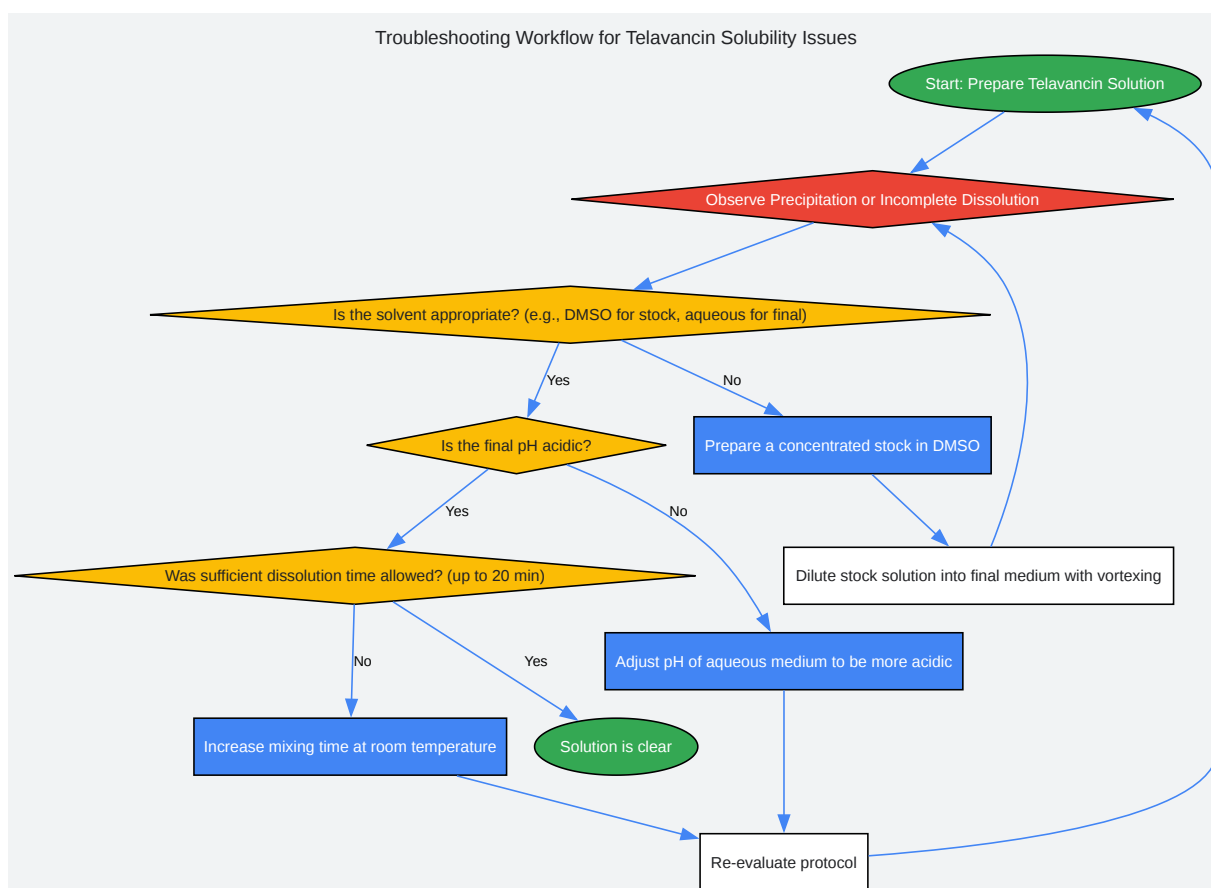 Troubleshooting Workflow for Telavancin Solubility Issues
Start: Prepare Telavancin Solution
Observe Precipitation or Incomplete Dissolution
Is the solvent appropriate? (e.g., DMSO for stock, aqueous for final)
Yes
No
Is the final pH acidic?
Prepare a concentrated stock in DMSO
Yes
No
Was sufficient dissolution time allowed? (up to 20 min)
Dilute stock solution into final medium with vortexing
No
Yes
Adjust pH of aqueous medium to be more acidic
Increase mixing time at room temperature
Solution is clear
Re-evaluate protocol